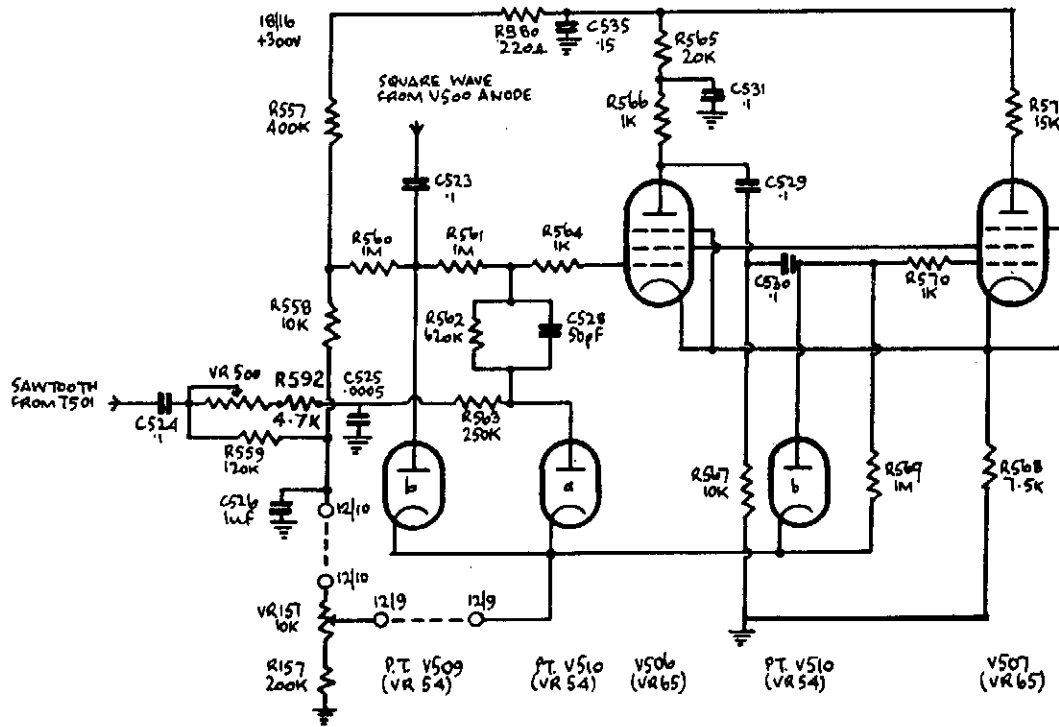 18/16
+300V
R580
220Ω
C535
.15
R565
20K
C531
.1
SQUARE WAVE
FROM V500 ANODE
R566
1K
R557
400K
R57
15K
C523
.1
C529
.1
R560
1M
R561
1M
R564
1K
C530
.1
R570
1K
R558
10K
R562
620K
C528
50pF
SAWTOOTH
FROM T501
VR500
R592
4.7K
C525
.0005
C524
.1
R563
250K
R559
120K
b
a
b
R567
10K
R569
1M
R568
7.5K
C526
1uF
12/10
12/10
12/9
12/9
VR157
10K
R157
200K
P.T. V509
(VR54)
P.T. V510
(VR54)
V506
(VR65)
P.T. V510
(VR54)
V507
(VR65)